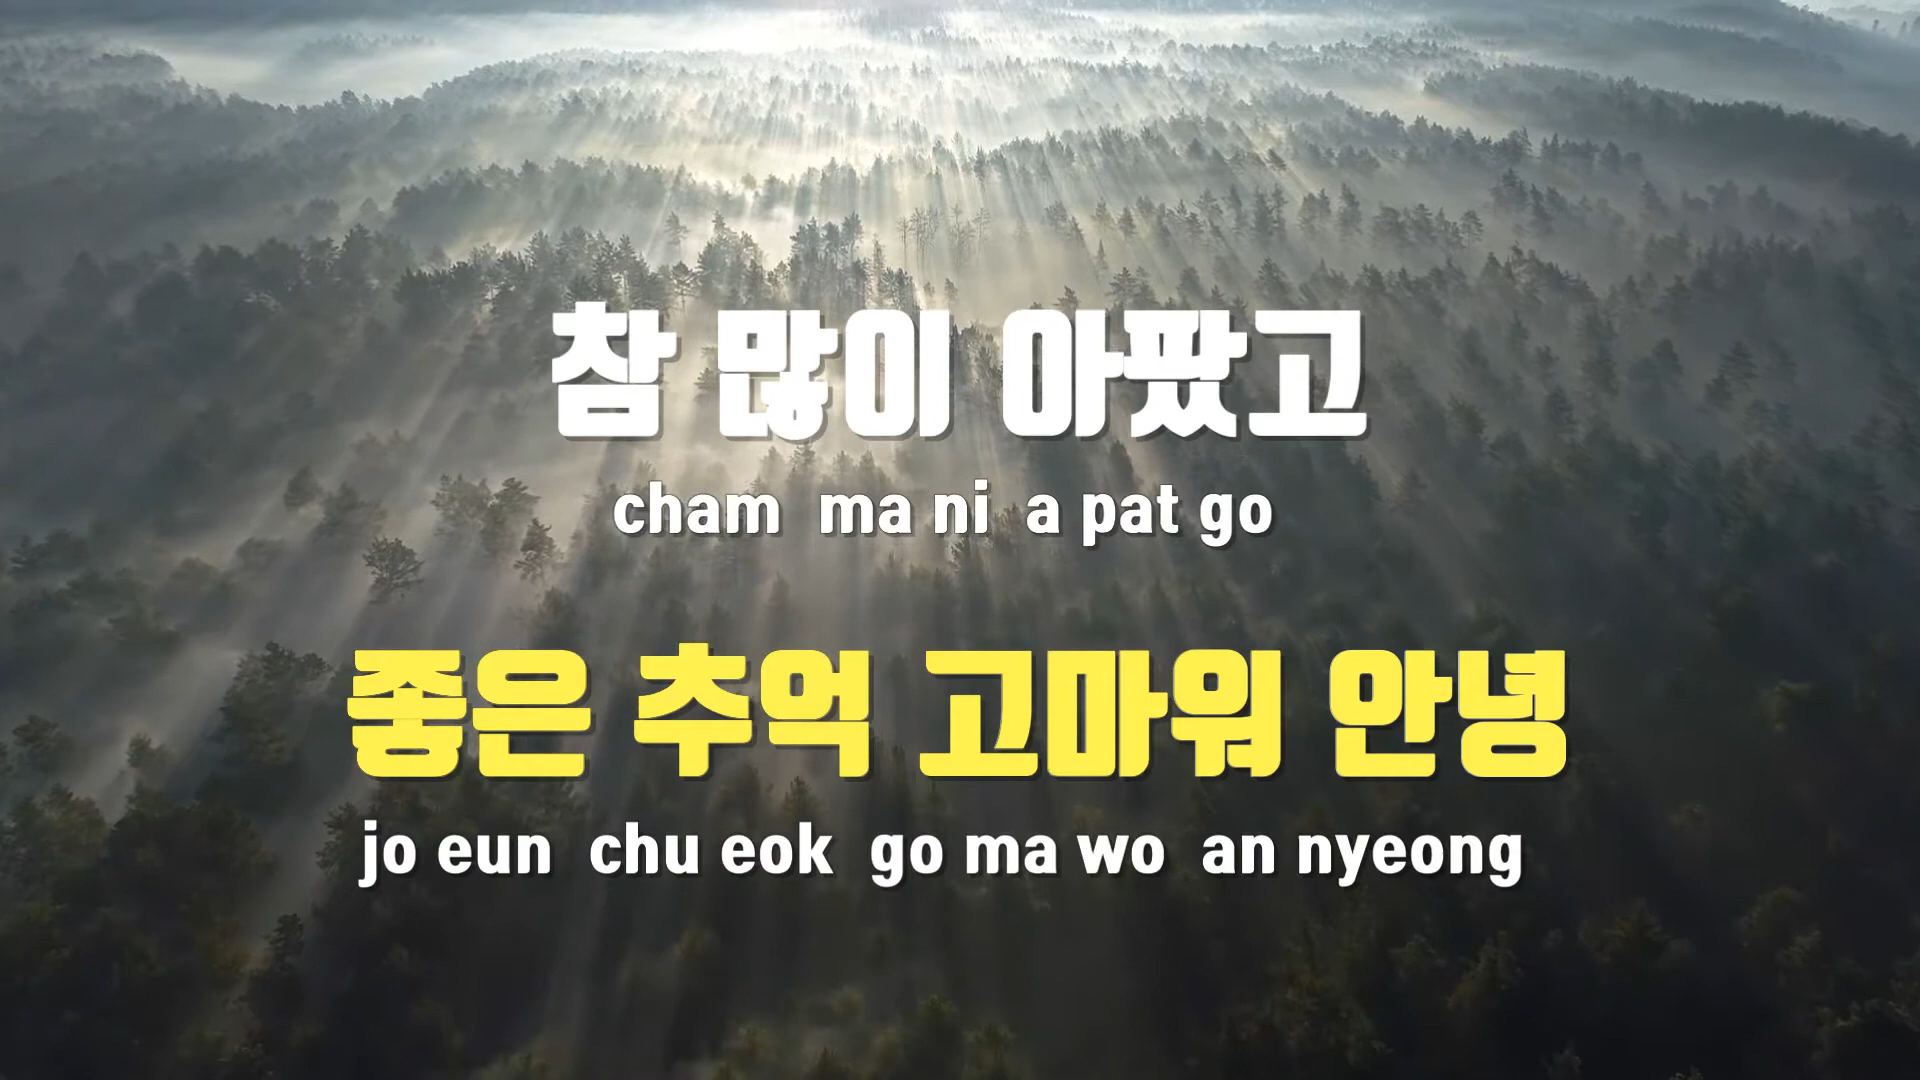 참 많이 아팠고
cham ma ni a pat go
좋은 추억 고마워 안녕
jo eun chu eok go ma wo an nyeong